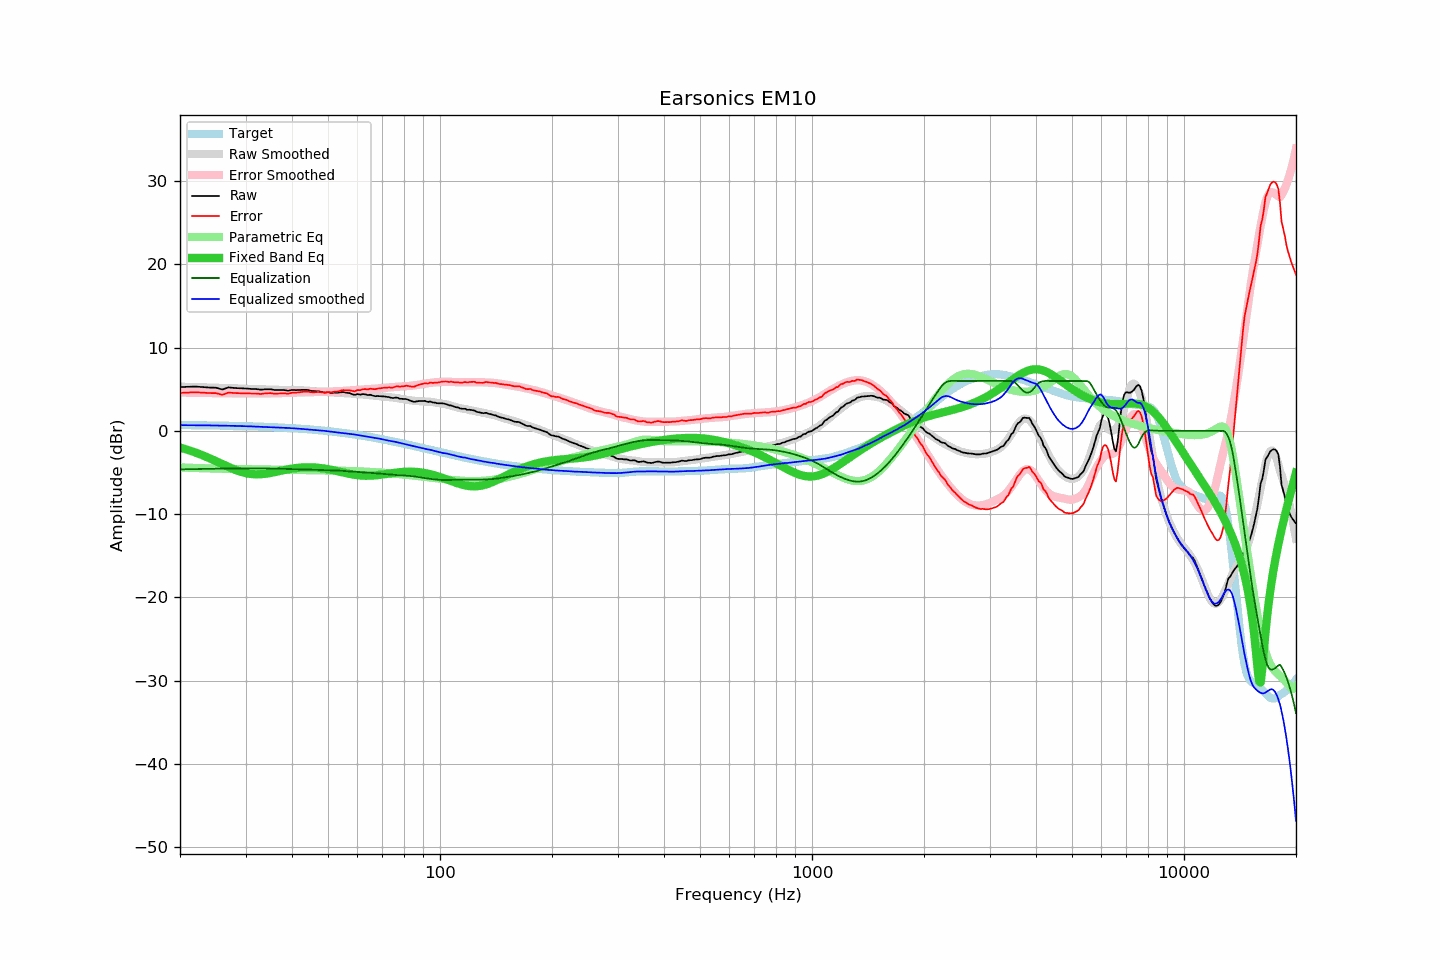 Earsonics EM10
Target
Raw Smoothed
Error Smoothed
Raw
Error
Parametric Eq
Fixed Band Eq
Equalization
Equalized smoothed
30
20
10
0
−10
−20
−30
−40
−50
Amplitude (dBr)
100
1000
10000
Frequency (Hz)